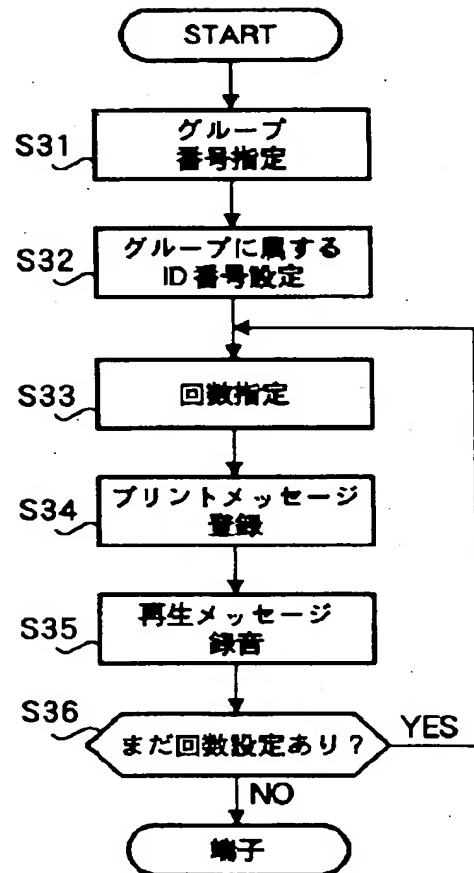 START
S31
グループ
番号指定
S32
グループに属する
ID番号設定
S33
回数指定
S34
プリントメッセージ
登録
S35
再生メッセージ
録音
S36
まだ回数設定あり？
YES
NO
端子